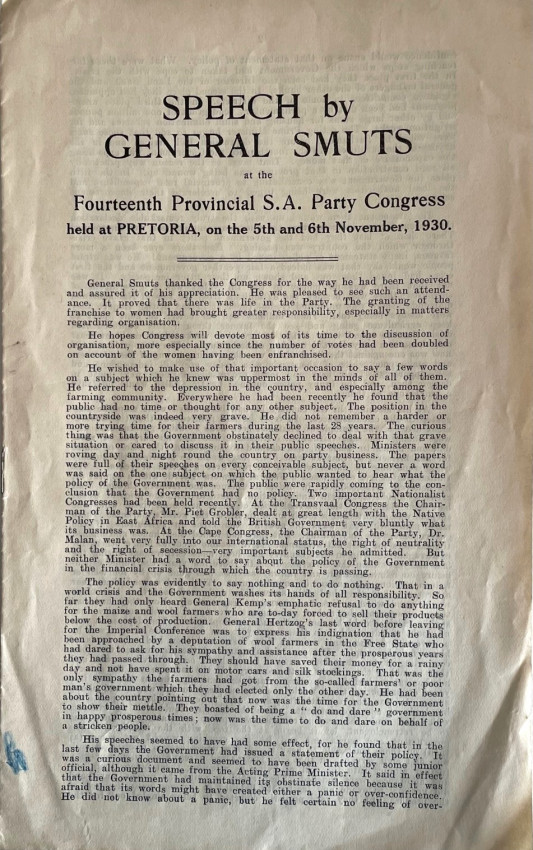 SPEECH by
GENERAL SMUTS
at the
Fourteenth Provincial S.A. Party Congress
held at PRETORIA, on the 5th and 6th November, 1930.
General Smuts thanked the Congress for the way he had been received
and assured it of his appreciation. He was pleased to see such an attend-
ance. It proved that there was life in the Party. The granting of the
franchise to women had brought greater responsibility, especially in matters
regarding organisation.
He hopes Congress will devote most of its time to the discussion of
organisation, more especially since the number of votes had been doubled
on account of the women having been enfranchised.
He wished to make use of that important occasion to say a few words
on a subject which he knew was uppermost in the minds of all of them.
He referred to the depression in the country, and especially among the
farming community. Everywhere he had been recently he found that the
public had no time or thought for any other subject. The position in the
countryside was indeed very grave. He did not remember a harder or
more trying time for their farmers during the last 28 years. The curious
thing was that the Government obstinately declined to deal with that grave
situation or cared to discuss it in their public speeches. Ministers were
roving day and night round the country on party business. The papers
were full of their speeches on every conceivable subject, but never a word
was said on the one subject on which the public wanted to hear what the
policy of the Government was. The public were rapidly coming to the con-
clusion that the Government had no policy. Two important Nationalist
Congresses had been held recently. At the Transvaal Congress the Chair-
man of the Party, Mr. Piet Grobler, dealt at great length with the Native
Policy in East Africa and told the British Government very bluntly what
its business was. At the Cape Congress, the Chairman of the Party, Dr.
Malan, went very fully into our international status, the right of neutrality
and the right of secession—very important subjects he admitted. But
neither Minister had a word to say about the policy of the Government
in the financial crisis through which the country is passing.
The policy was evidently to say nothing and to do nothing. That in a
world crisis and the Government washes its hands of all responsibility. So
far they had only heard General Kemp's emphatic refusal to do anything
for the maize and wool farmers who are to-day forced to sell their products
below the cost of production. General Hertzog's last word before leaving
for the Imperial Conference was to express his indignation that he had
been approached by a deputation of wool farmers in the Free State who
had dared to ask for his sympathy and assistance after the prosperous years
they had passed through. They should have saved their money for a rainy
day and not have spent it on motor cars and silk stockings. That was the
only sympathy the farmers had got from the so-called farmers' or poor
man's government which they had elected only the other day. He had been
about the country pointing out that now was the time for the Government
to show their mettle. They boasted of being a "do and dare" government
in happy prosperous times; now was the time to do and dare on behalf of
a stricken people.
His speeches seemed to have had some effect, for he found that in the
last few days the Government had issued a statement of their policy. It
was a curious document and seemed to have been drafted by some junior
official, although it came from the Acting Prime Minister. It said in effect
that the Government had maintained its obstinate silence because it was
afraid that its words might have created either a panic or over-confidence.
He did not know about a panic, but he felt certain no feeling of over-